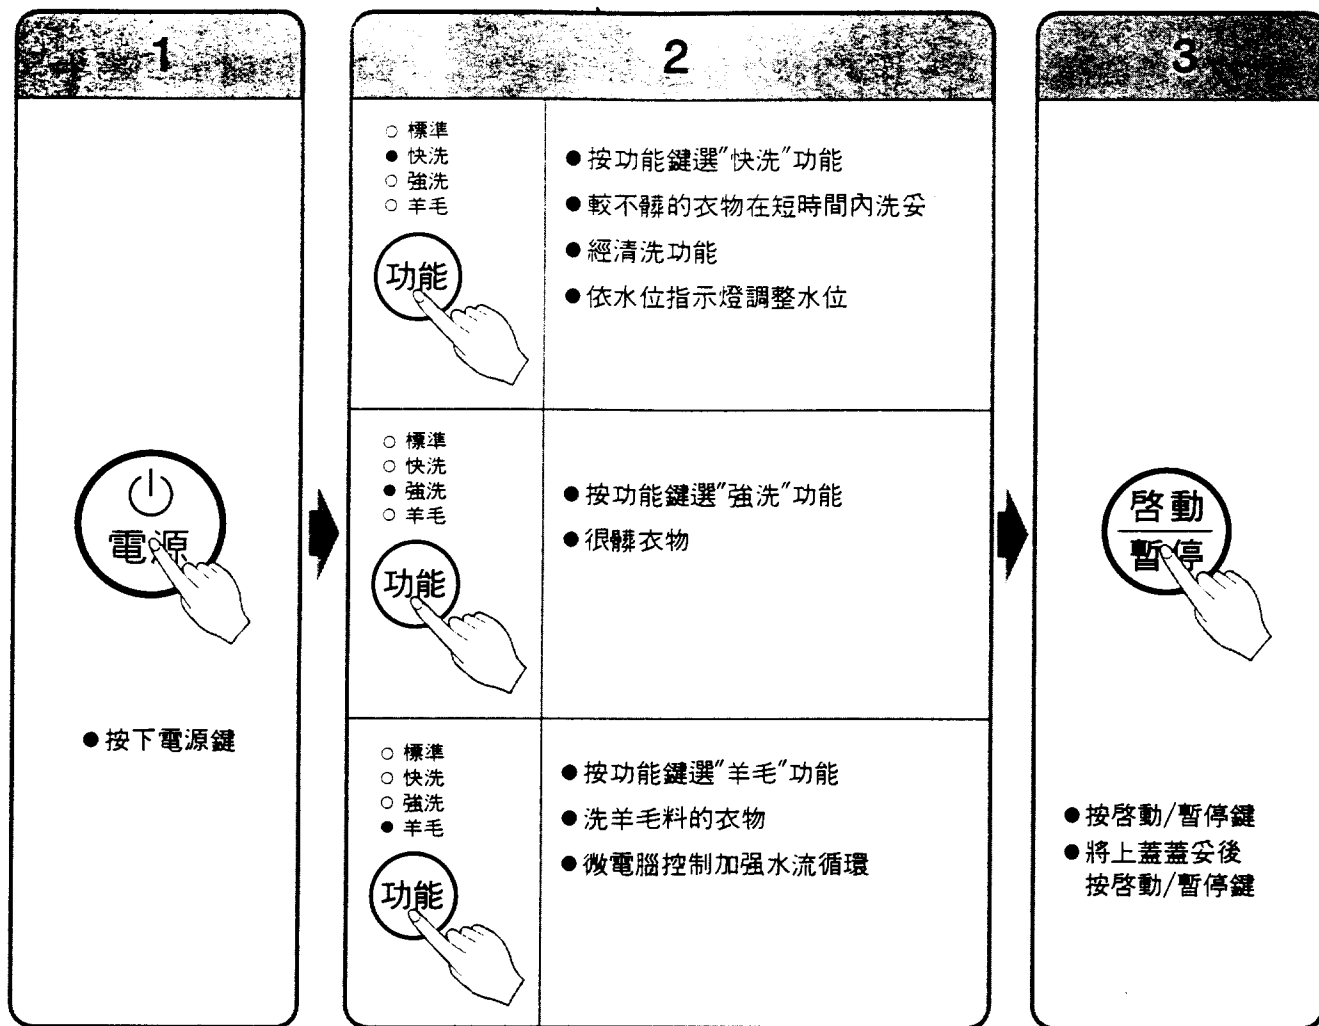 1
電源
●按下電源鍵
2
○ 標準
● 快洗
○ 強洗
○ 羊毛
功能
●按功能鍵選"快洗"功能
●較不髒的衣物在短時間內洗妥
●經清洗功能
●依水位指示燈調整水位
○ 標準
○ 快洗
● 強洗
○ 羊毛
功能
●按功能鍵選"強洗"功能
●很髒衣物
○ 標準
○ 快洗
○ 強洗
● 羊毛
功能
●按功能鍵選"羊毛"功能
●洗羊毛料的衣物
●微電腦控制加强水流循環
3
啓動
暫停
●按啓動/暫停鍵
●將上蓋蓋妥後
按啓動/暫停鍵